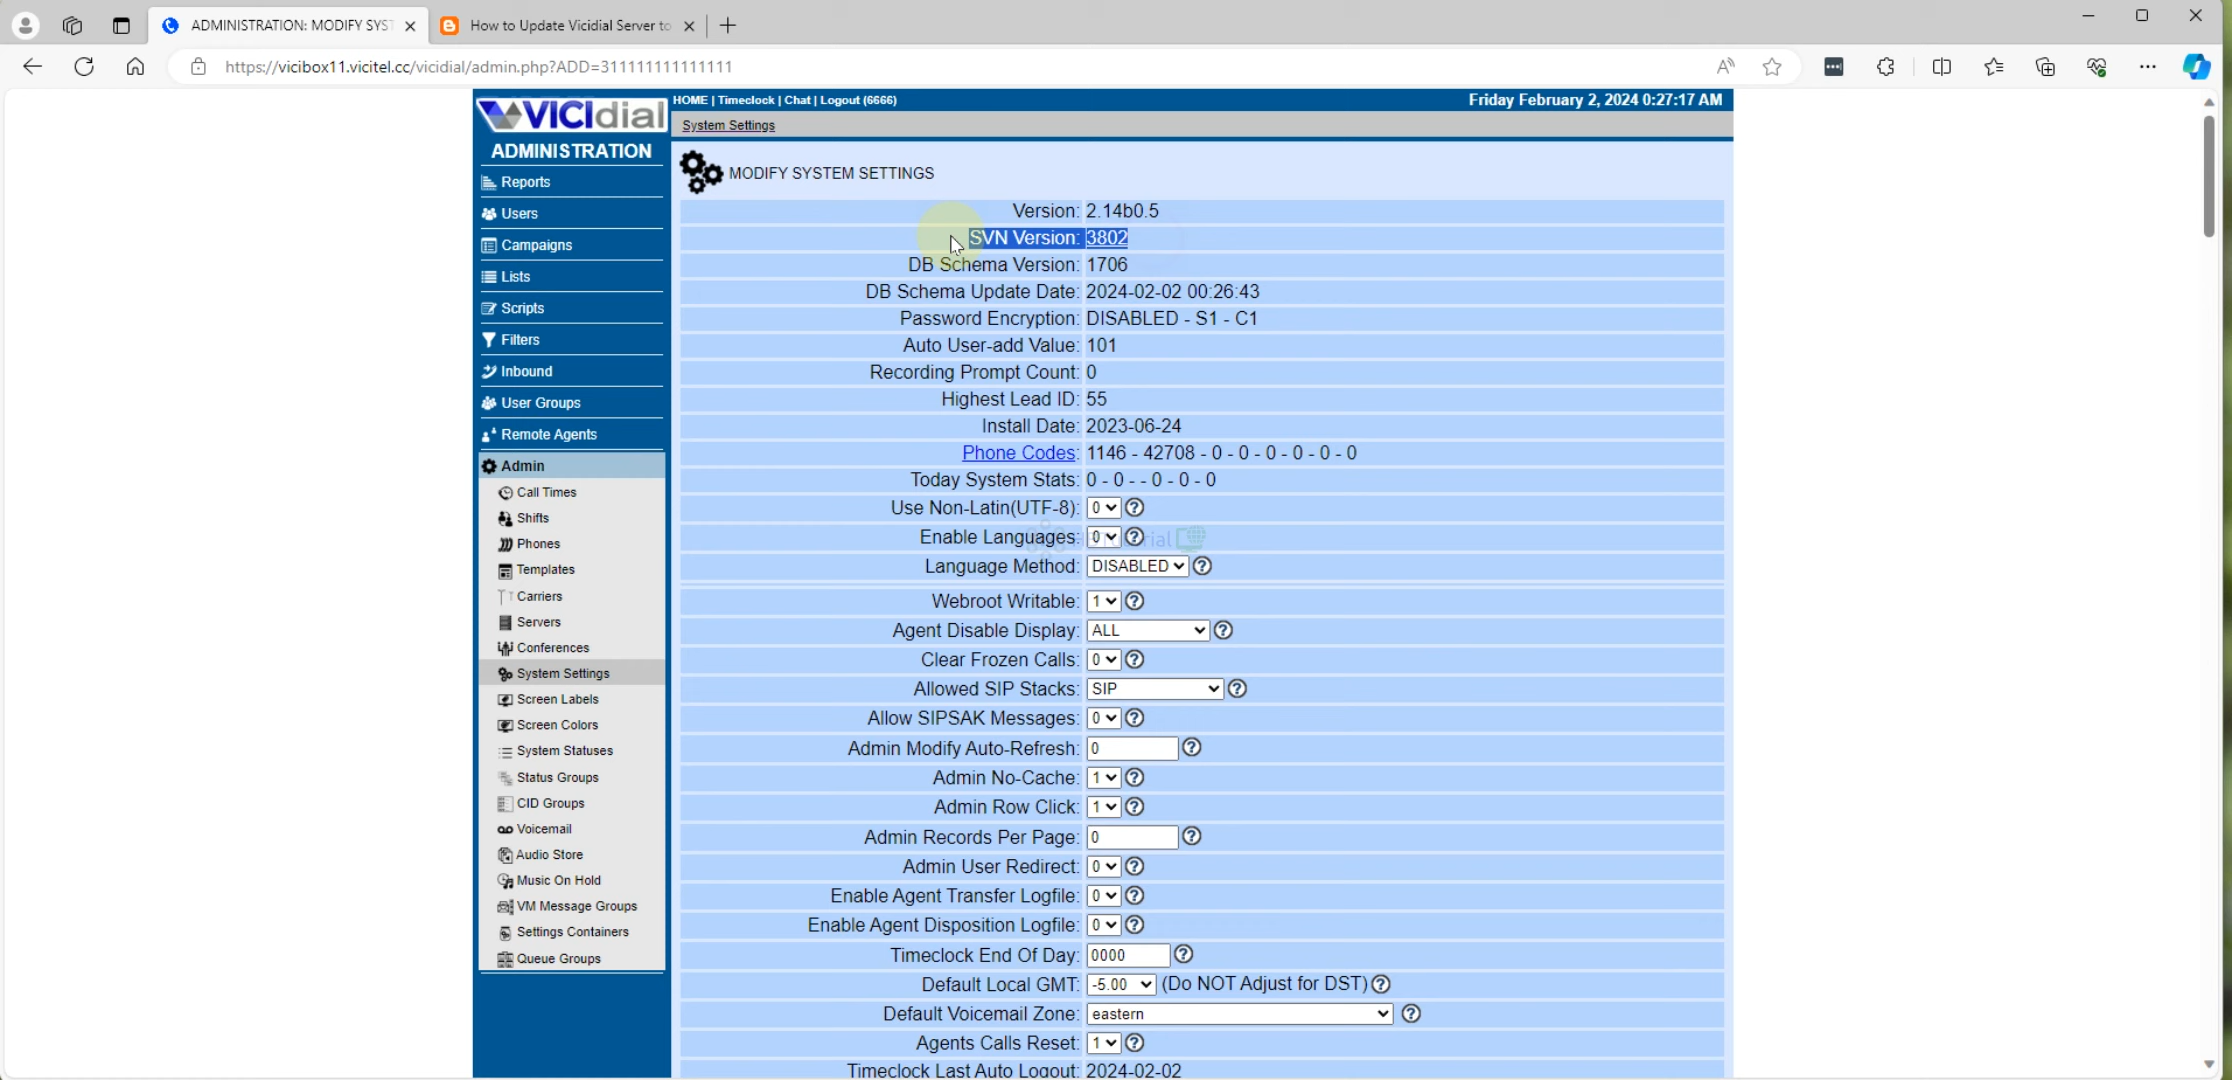 ADMINISTRATION: MODIFY SYST
How to Update Vicidial Server to
https://vicibox11.vicitel.cc/vicidial/admin.php?ADD=311111111111111
VICIdial
HOME | Timeclock | Chat | Logout (6666)
Friday February 2, 2024 0:27:17 AM
System Settings
ADMINISTRATION
Reports
Users
Campaigns
Lists
Scripts
Filters
Inbound
User Groups
Remote Agents
Admin
Call Times
Shifts
Phones
Templates
Carriers
Servers
Conferences
System Settings
Screen Labels
Screen Colors
System Statuses
Status Groups
CID Groups
Voicemail
Audio Store
Music On Hold
VM Message Groups
Settings Containers
Queue Groups
MODIFY SYSTEM SETTINGS
Version: 2.14b0.5
SVN Version: 3802
DB Schema Version: 1706
DB Schema Update Date: 2024-02-02 00:26:43
Password Encryption: DISABLED - S1 - C1
Auto User-add Value: 101
Recording Prompt Count: 0
Highest Lead ID: 55
Install Date: 2023-06-24
Phone Codes: 1146 - 42708 - 0 - 0 - 0 - 0 - 0 - 0
Today System Stats: 0 - 0 - - 0 - 0 - 0
Use Non-Latin(UTF-8): 0
Enable Languages: 0
Language Method: DISABLED
Webroot Writable: 1
Agent Disable Display: ALL
Clear Frozen Calls: 0
Allowed SIP Stacks: SIP
Allow SIPSAK Messages: 0
Admin Modify Auto-Refresh: 0
Admin No-Cache: 1
Admin Row Click: 1
Admin Records Per Page: 0
Admin User Redirect: 0
Enable Agent Transfer Logfile: 0
Enable Agent Disposition Logfile: 0
Timeclock End Of Day: 0000
Default Local GMT: -5.00 (Do NOT Adjust for DST)
Default Voicemail Zone: eastern
Agents Calls Reset: 1
Timeclock Last Auto Logout: 2024-02-02